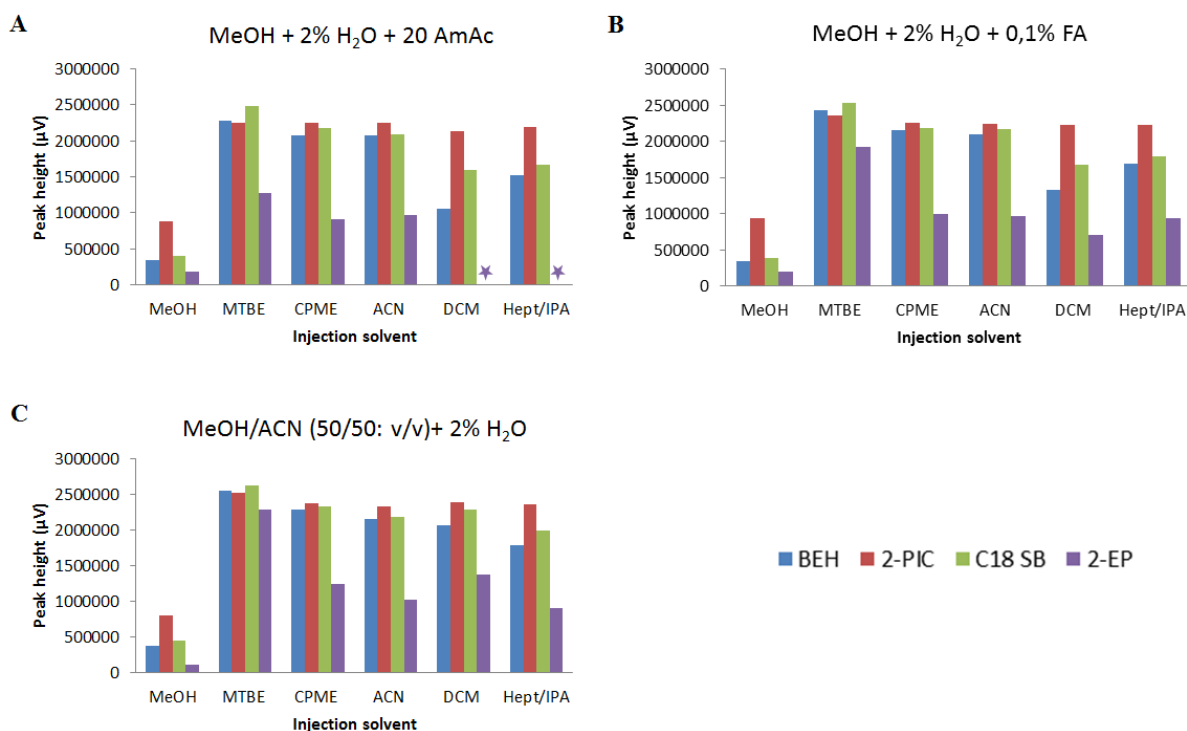 A
MeOH + 2% H₂O + 20 AmAc
Peak height (µV)
3000000
2500000
2000000
1500000
1000000
500000
0
MeOH MTBE CPME ACN DCM Hept/IPA
Injection solvent
B
MeOH + 2% H₂O + 0,1% FA
Peak height (µV)
3000000
2500000
2000000
1500000
1000000
500000
0
MeOH MTBE CPME ACN DCM Hept/IPA
Injection solvent
C
MeOH/ACN (50/50: v/v)+ 2% H₂O
Peak height (µV)
3000000
2500000
2000000
1500000
1000000
500000
0
MeOH MTBE CPME ACN DCM Hept/IPA
Injection solvent
BEH 2-PIC C18 SB 2-EP